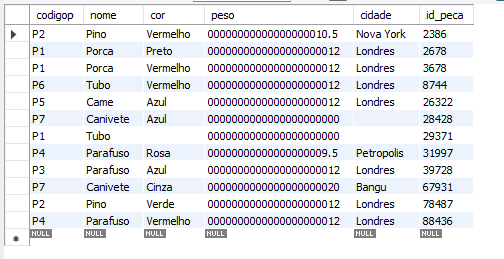 codigop nome cor peso cidade id_peca
P2 Pino Vermelho 00000000000000000010.5 Nova York 2386
P1 Porca Preto 0000000000000000000012 Londres 2678
P1 Porca Vermelho 0000000000000000000012 Londres 3678
P6 Tubo Vermelho 0000000000000000000012 Londres 8744
P5 Came Azul 0000000000000000000012 Londres 26322
P7 Canivete Azul 0000000000000000000000 28428
P1 Tubo 0000000000000000000000 29371
P4 Parafuso Rosa 00000000000000000009.5 Petropolis 31997
P3 Parafuso Azul 0000000000000000000012 Londres 39728
P7 Canivete Cinza 0000000000000000000020 Bangu 67931
P2 Pino Verde 0000000000000000000012 Londres 78487
P4 Parafuso Vermelho 0000000000000000000012 Londres 88436
NULL NULL NULL NULL NULL NULL